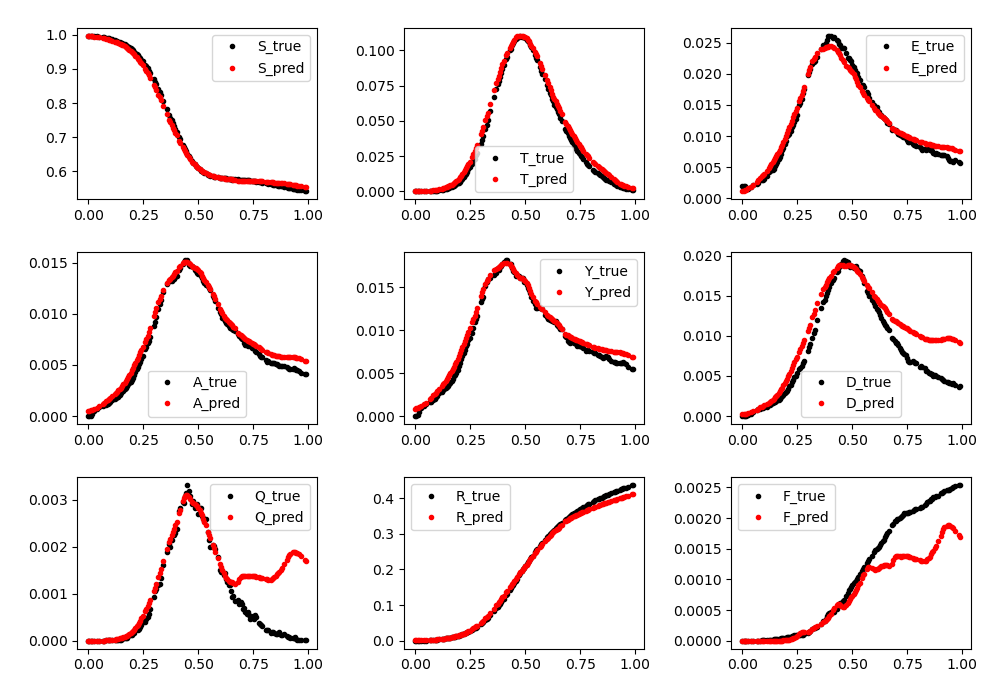 1.0
0.9
0.8
0.7
0.6
0.00 0.25 0.50 0.75 1.00
S_true
S_pred
0.100
0.075
0.050
0.025
0.000
0.00 0.25 0.50 0.75 1.00
T_true
T_pred
0.025
0.020
0.015
0.010
0.005
0.000
0.00 0.25 0.50 0.75 1.00
E_true
E_pred
0.015
0.010
0.005
0.000
0.00 0.25 0.50 0.75 1.00
A_true
A_pred
0.015
0.010
0.005
0.000
0.00 0.25 0.50 0.75 1.00
Y_true
Y_pred
0.020
0.015
0.010
0.005
0.000
0.00 0.25 0.50 0.75 1.00
D_true
D_pred
0.003
0.002
0.001
0.000
0.00 0.25 0.50 0.75 1.00
Q_true
Q_pred
0.4
0.3
0.2
0.1
0.0
0.00 0.25 0.50 0.75 1.00
R_true
R_pred
0.0025
0.0020
0.0015
0.0010
0.0005
0.0000
0.00 0.25 0.50 0.75 1.00
F_true
F_pred